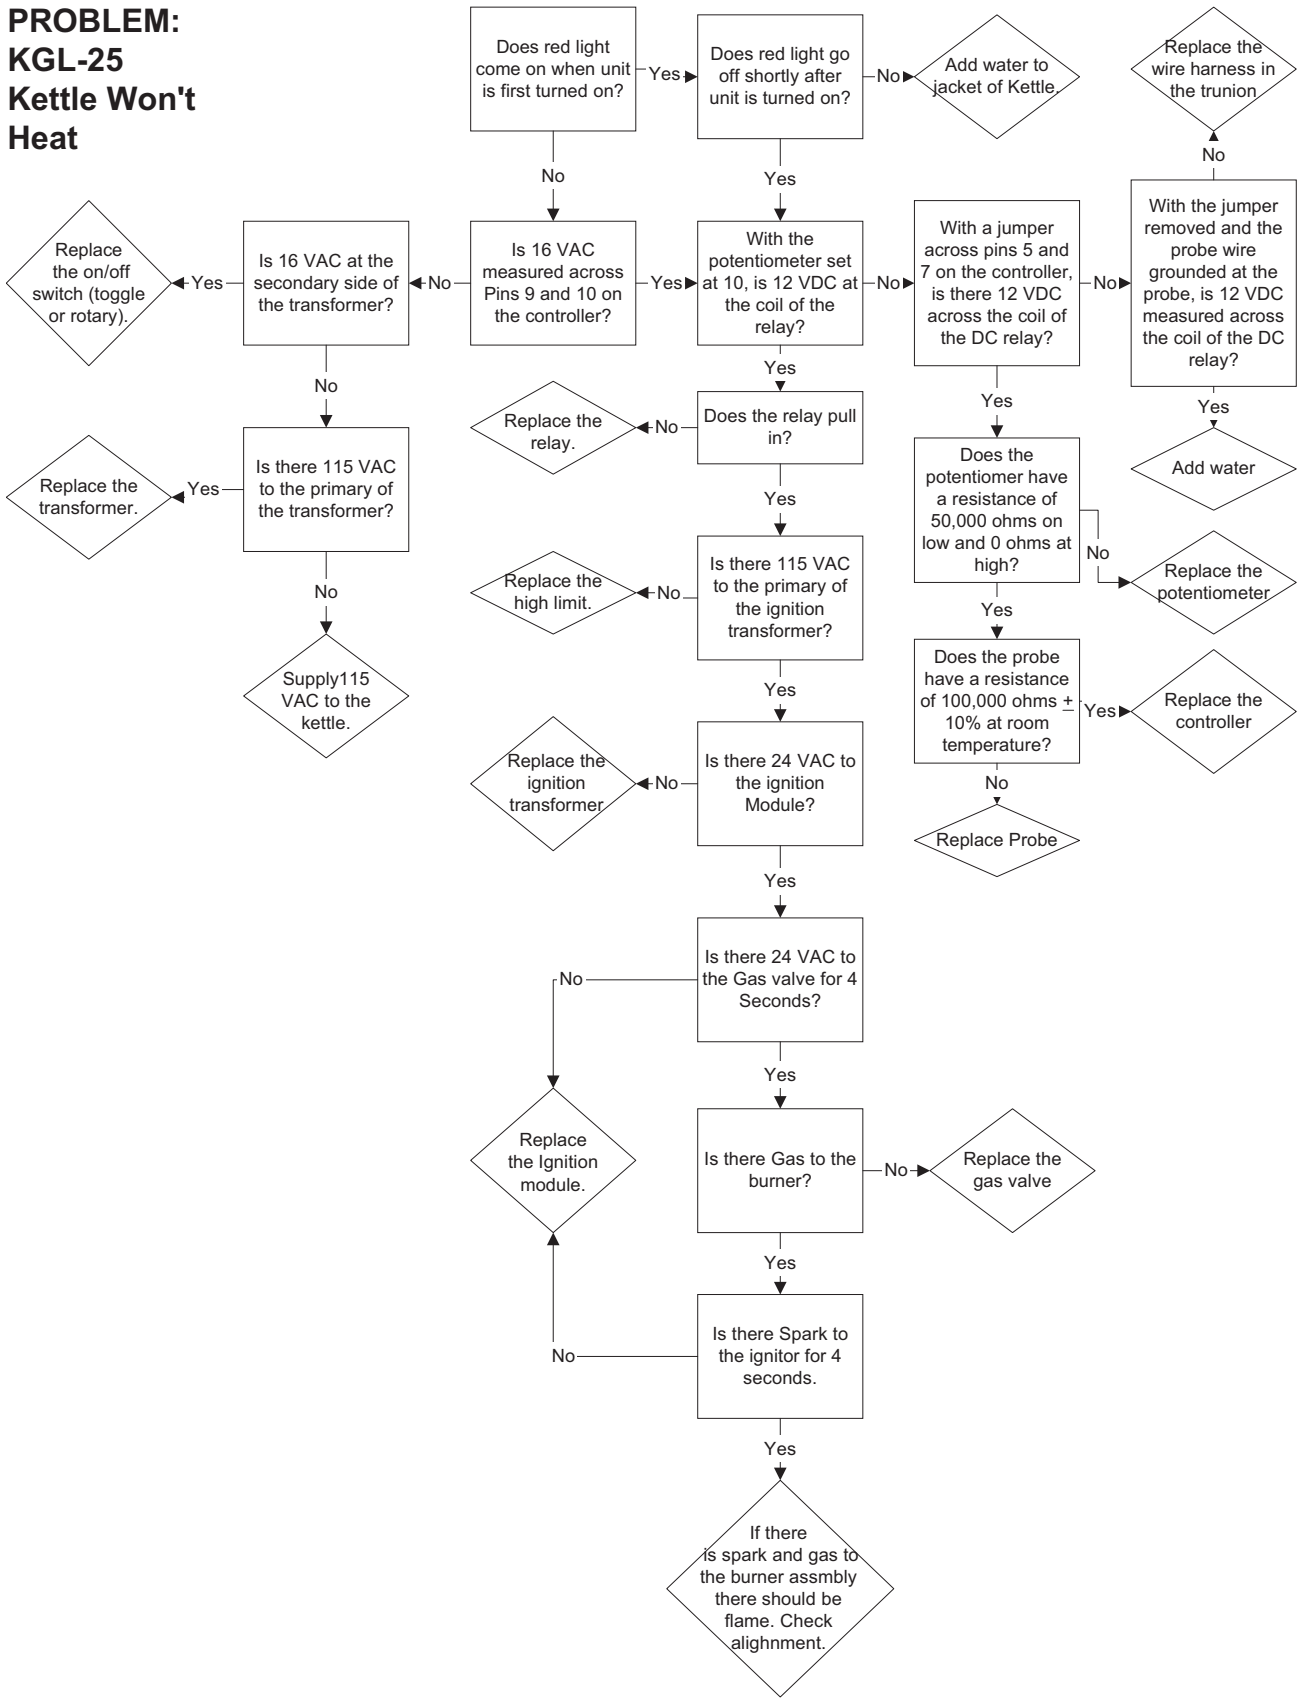 PROBLEM:
KGL-25
Kettle Won't
Heat
Does red light
come on when unit
is first turned on?
Yes
Does red light go
off shortly after
unit is turned on?
No
Add water to
jacket of Kettle.
Replace the
wire harness in
the trunion
No
No
Yes
Replace
the on/off
switch (toggle
or rotary).
Yes
Is 16 VAC at the
secondary side of
the transformer?
No
Is 16 VAC
measured across
Pins 9 and 10 on
the controller?
Yes
With the
potentiometer set
at 10, is 12 VDC at
the coil of the
relay?
No
With a jumper
across pins 5 and
7 on the controller,
is there 12 VDC
across the coil of
the DC relay?
No
With the jumper
removed and the
probe wire
grounded at the
probe, is 12 VDC
measured across
the coil of the DC
relay?
No
Yes
Yes
Yes
Replace the
relay.
No
Does the relay pull
in?
Add water
Replace the
transformer.
Yes
Is there 115 VAC
to the primary of
the transformer?
Yes
Does the
potentiomer have
a resistance of
50,000 ohms on
low and 0 ohms at
high?
No
Replace the
potentiometer
No
Replace the
high limit.
No
Is there 115 VAC
to the primary of
the ignition
transformer?
Yes
Supply115
VAC to the
kettle.
Yes
Does the probe
have a resistance
of 100,000 ohms ±
10% at room
temperature?
Yes
Replace the
controller
Replace the
ignition
transformer
No
Is there 24 VAC to
the ignition
Module?
No
Replace Probe
Yes
Is there 24 VAC to
the Gas valve for 4
Seconds?
No
Yes
Replace
the Ignition
module.
Is there Gas to the
burner?
No
Replace the
gas valve
Yes
Is there Spark to
the ignitor for 4
seconds.
No
Yes
If there
is spark and gas to
the burner assmbly
there should be
flame. Check
alighnment.